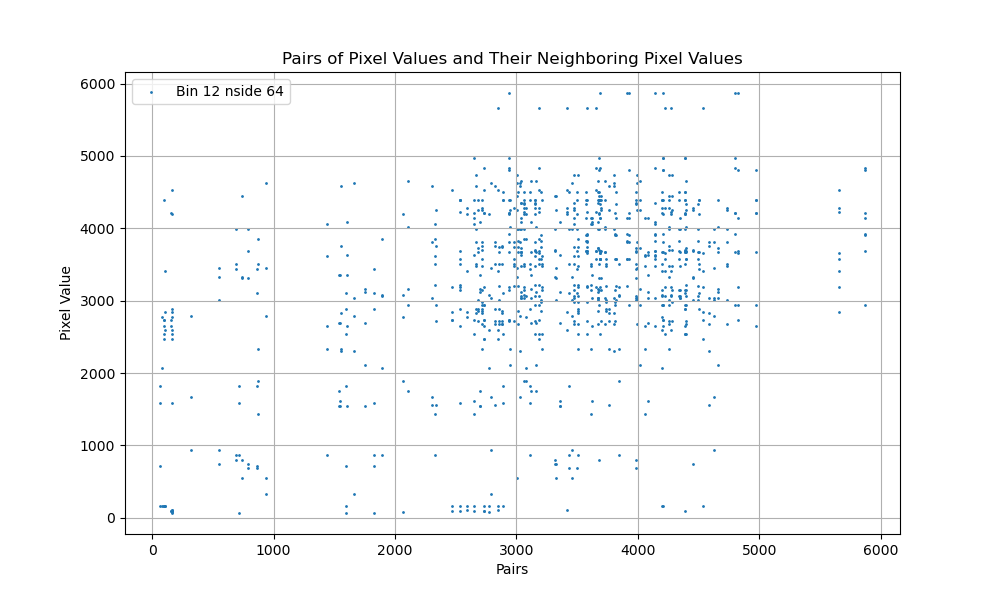 Pairs of Pixel Values and Their Neighboring Pixel Values
Bin 12 nside 64
6000
5000
4000
3000
2000
1000
0
Pixel Value
0 1000 2000 3000 4000 5000 6000
Pairs